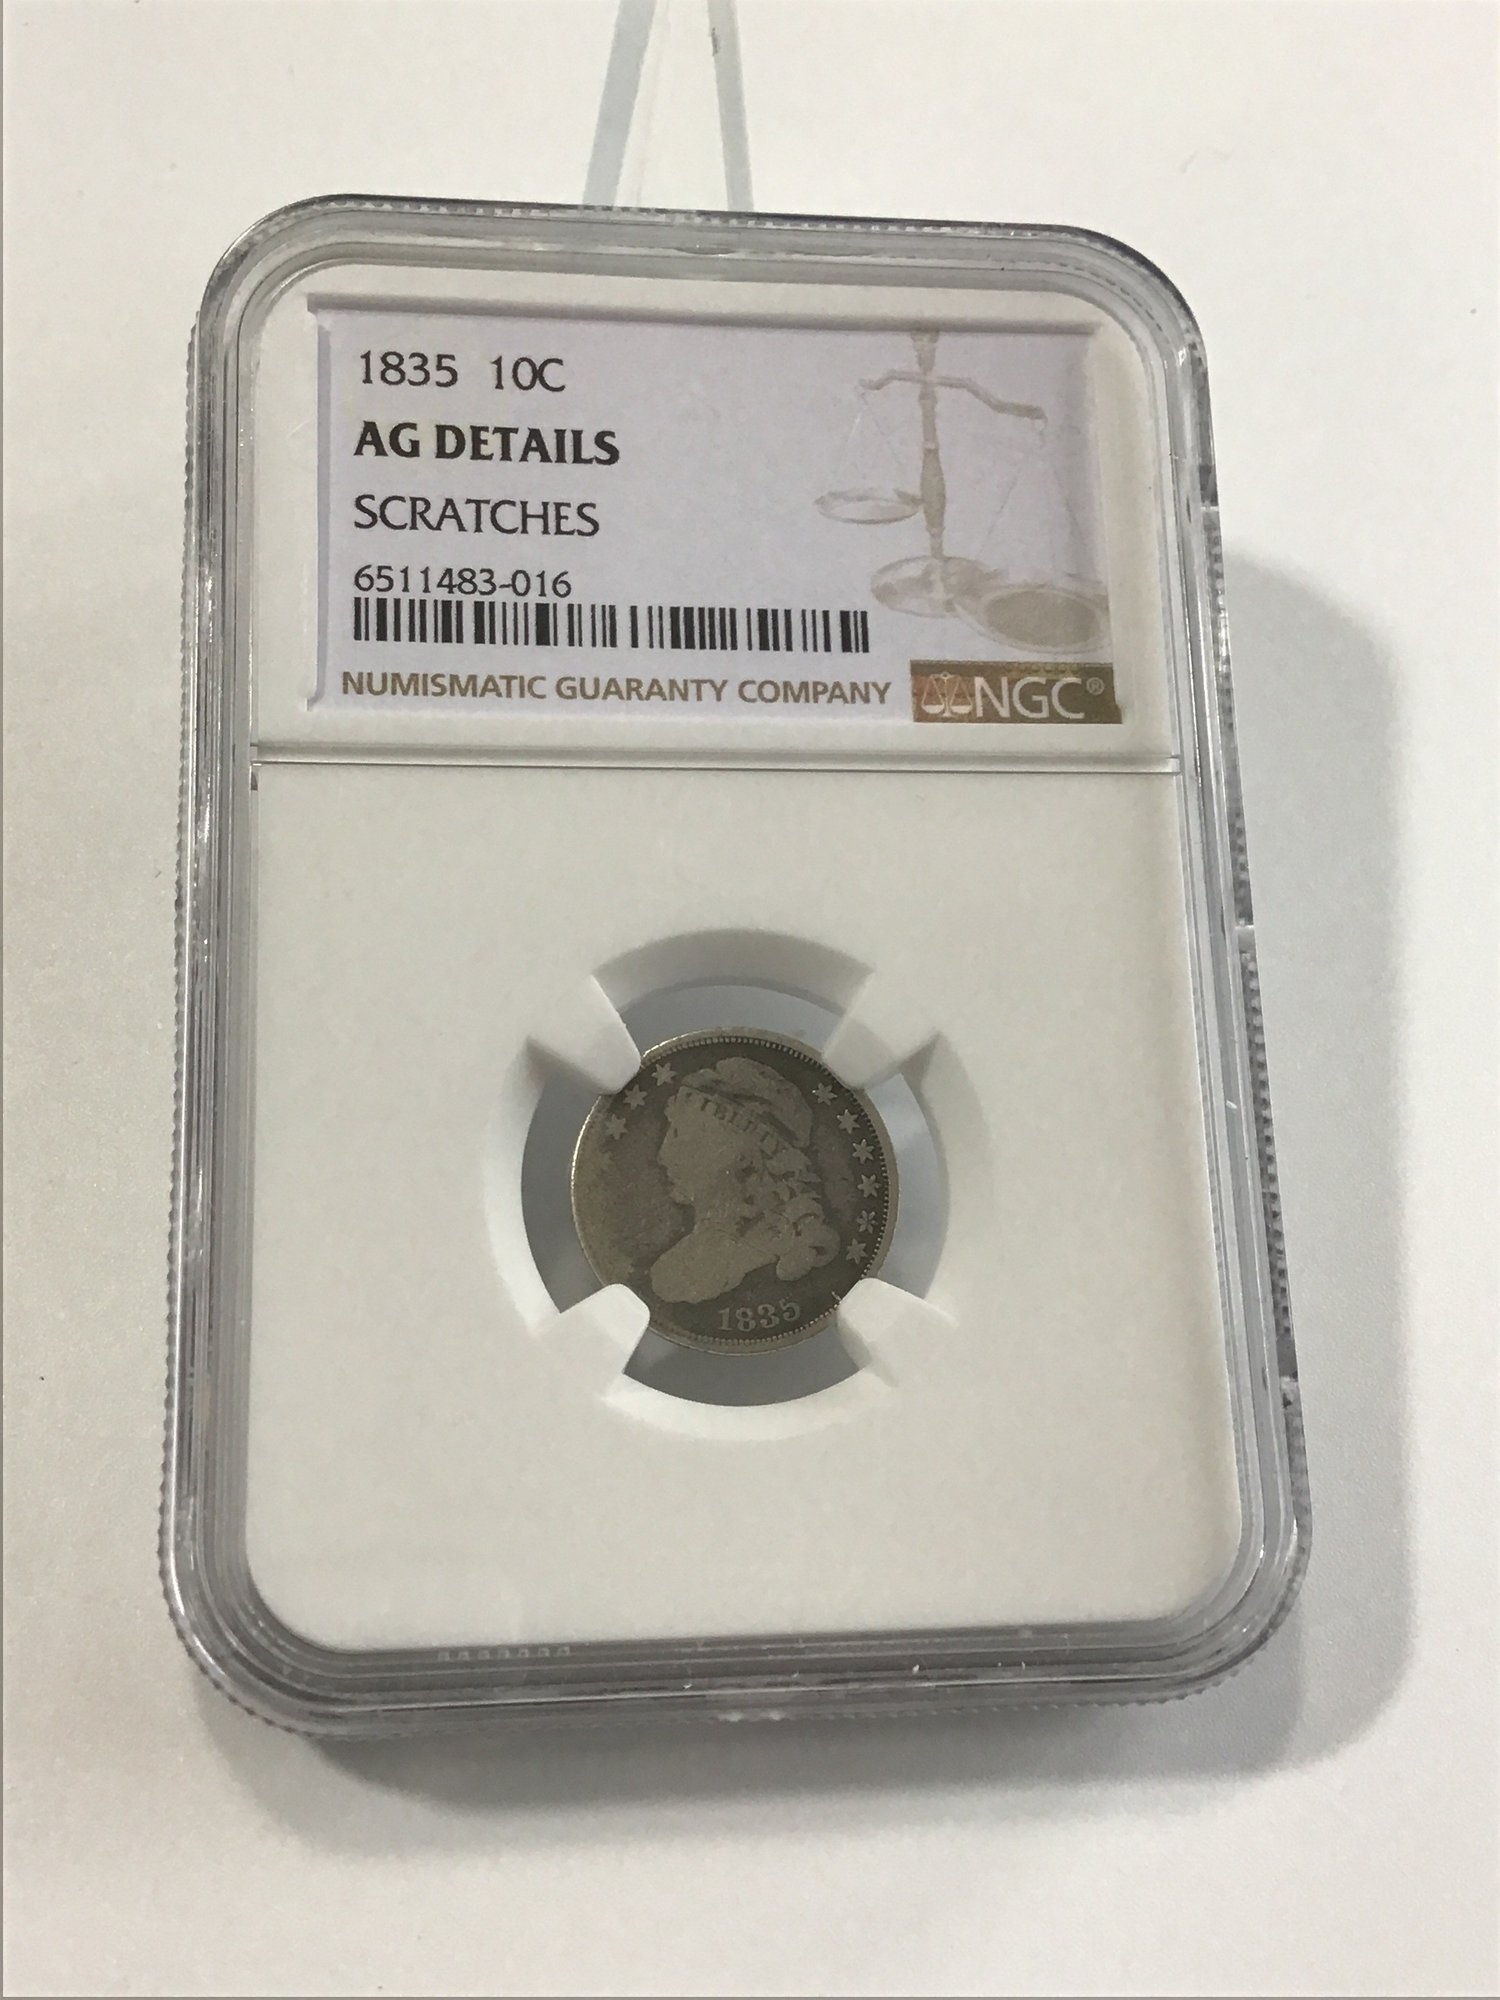 1835 10C
AG DETAILS
SCRATCHES
6511483-016
NUMISMATIC GUARANTY COMPANY NGC®
LIBERTY
1835